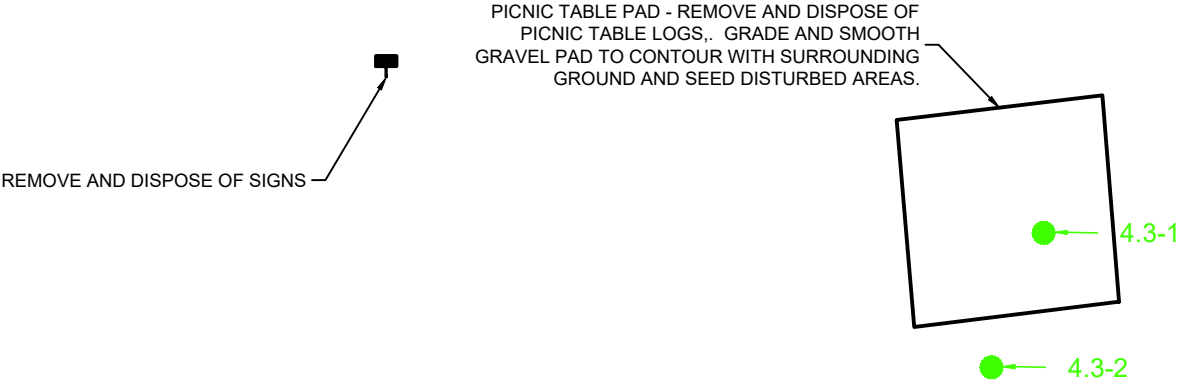 PICNIC TABLE PAD - REMOVE AND DISPOSE OF
PICNIC TABLE LOGS,. GRADE AND SMOOTH
GRAVEL PAD TO CONTOUR WITH SURROUNDING
GROUND AND SEED DISTURBED AREAS.
REMOVE AND DISPOSE OF SIGNS
4.3-1
4.3-2